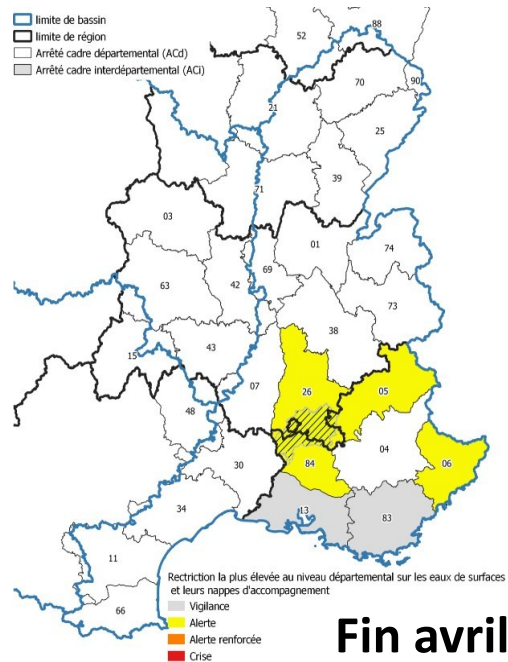 limite de bassin
limite de région
Arrêté cadre départemental (ACd)
Arrêté cadre interdépartemental (ACi)
52
88
21
70
90
25
39
71
03
01
74
63
42
69
73
38
43
15
07
26
05
48
04
84
06
30
13
83
34
11
66
Rectriction la plus élevée au niveau départemental sur les eaux de surfaces
et leurs nappes d'accompagnement
Vigilance
Alerte
Alerte renforcée
Crise
Fin avril